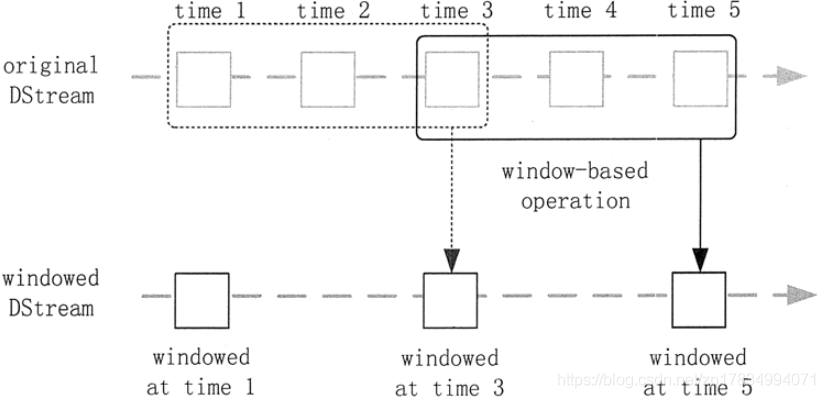 time 1
time 2
time 3
time 4
time 5
original
DStream
window-based
operation
windowed
DStream
windowed
at time 1
windowed
at time 3
windowed
at time 5
https://blog.csdn.net/zp17834994071